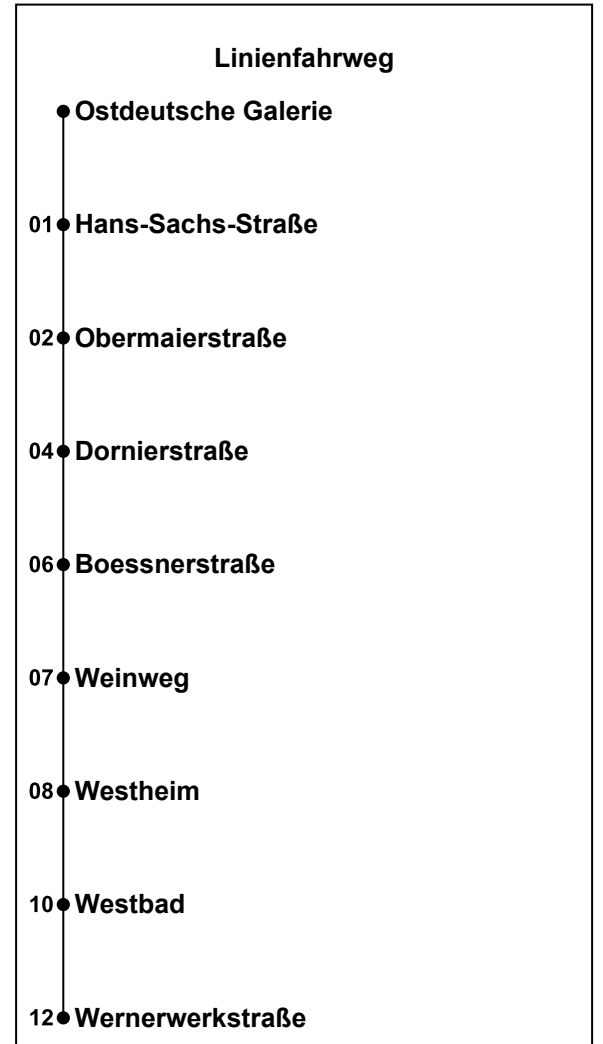 Linienfahrweg
Ostdeutsche Galerie
01 Hans-Sachs-Straße
02 Obermaierstraße
04 Dornierstraße
06 Boessnerstraße
07 Weinweg
08 Westheim
10 Westbad
12 Wernerwerkstraße